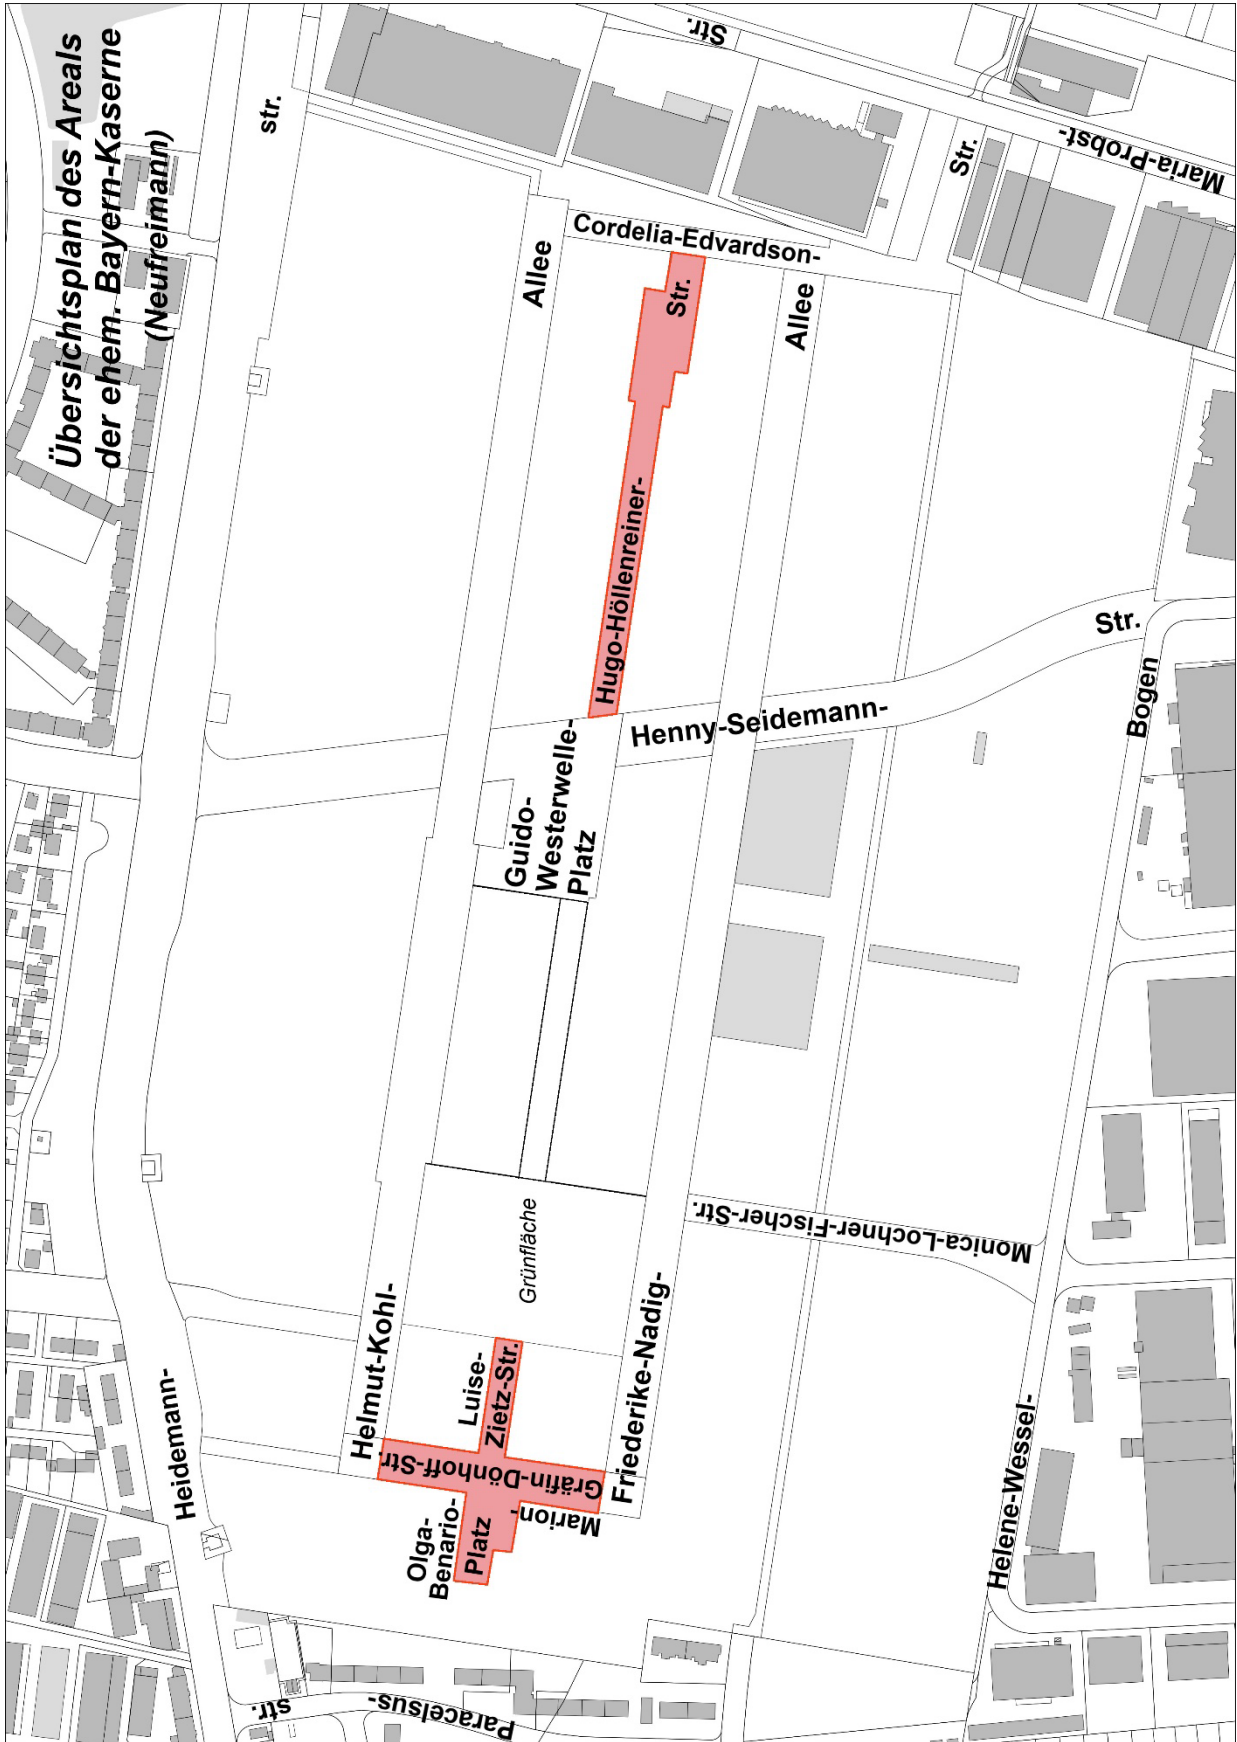 Übersichtsplan des Areals
der ehem. Bayern-Kaserne
(Neufreimann)
Heidemann-
str.
Helmut-Kohl-
Allee
Friederike-Nadig-
Allee
Cordelia-Edvardson-
Str.
Hugo-Höllenreiner-
Str.
Guido-
Westerwelle-
Platz
Henny-Seidemann-
Str.
Grünfläche
Luise-
Zietz-Str.
Marion-
Gräfin-Dönhoff-Str.
Olga-
Benario-
Platz
Monica-Lochner-Fischer-Str.
Helene-Wessel-
Bogen
Maria-Probst-
Str.
Paracelsus-
str.